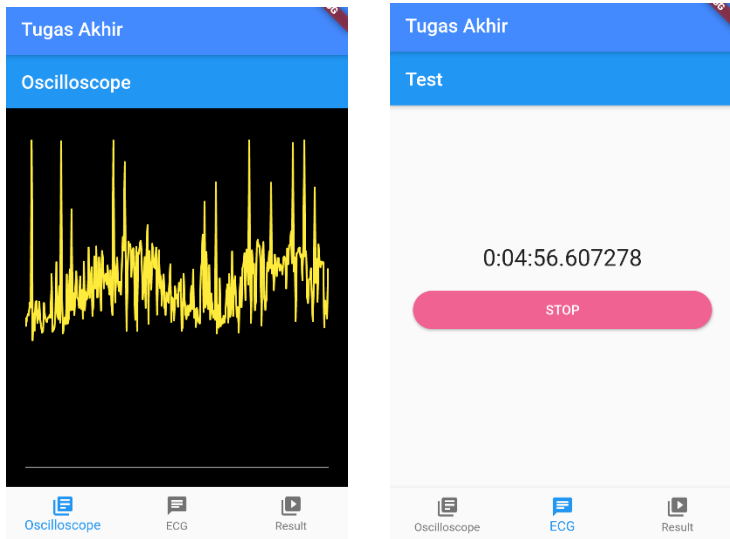 Tugas Akhir
Oscilloscope
Oscilloscope
ECG
Result
Tugas Akhir
Test
0:04:56.607278
STOP
Oscilloscope
ECG
Result